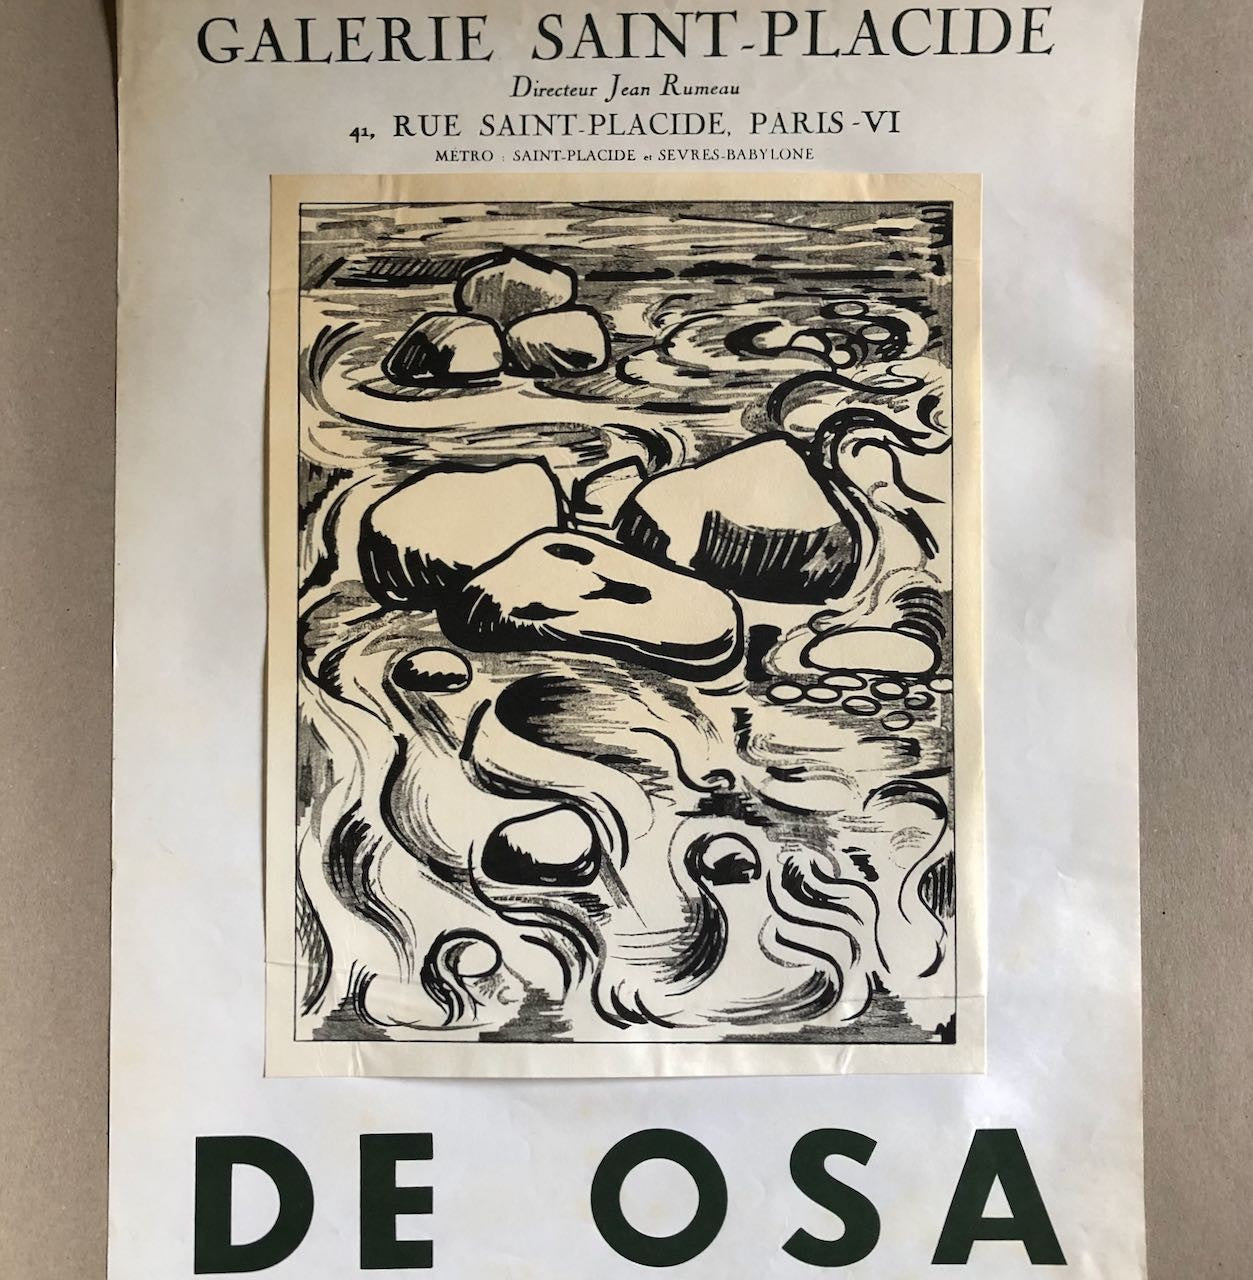 GALERIE SAINT-PLACIDE
Directeur Jean Rumeau
41, RUE SAINT-PLACIDE, PARIS-VI
MÉTRO : SAINT-PLACIDE et SEVRES-BABYLONE
DE OSA